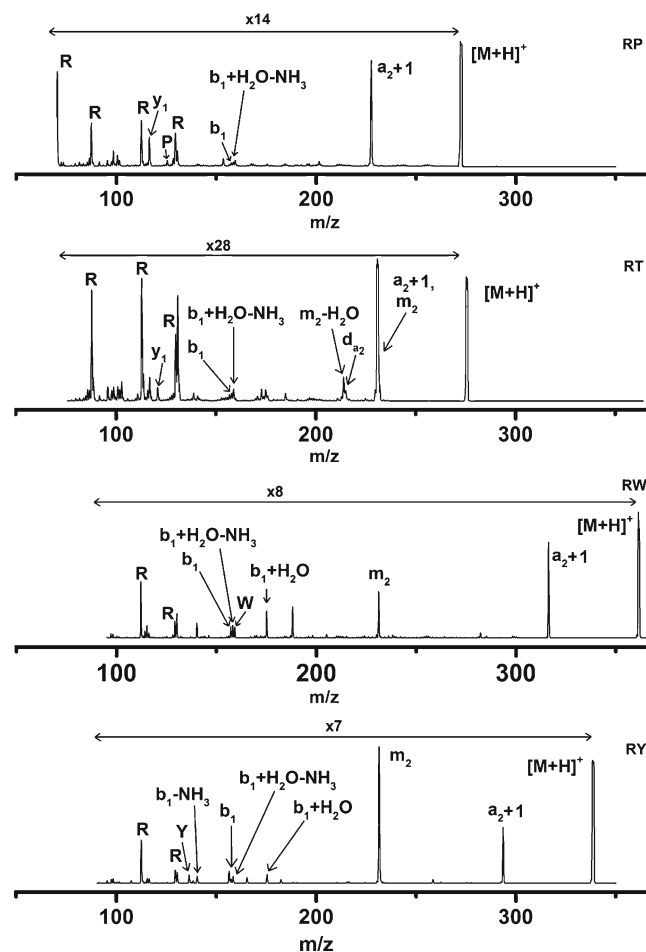 x14
RP
R
R
R
y₁
P
R
b₁
b₁+H₂O-NH₃
a₂+1
[M+H]⁺
100 200 300
m/z
x28
RT
R
R
y₁
R
b₁
b₁+H₂O-NH₃
m₂-H₂O
dₐ₂
a₂+1,
m₂
[M+H]⁺
100 200 300
m/z
x8
RW
R
R
b₁
b₁+H₂O-NH₃
W
b₁+H₂O
m₂
a₂+1
[M+H]⁺
100 200 300
m/z
x7
RY
R
R
Y
b₁-NH₃
b₁
b₁+H₂O-NH₃
b₁+H₂O
m₂
a₂+1
[M+H]⁺
100 200 300
m/z